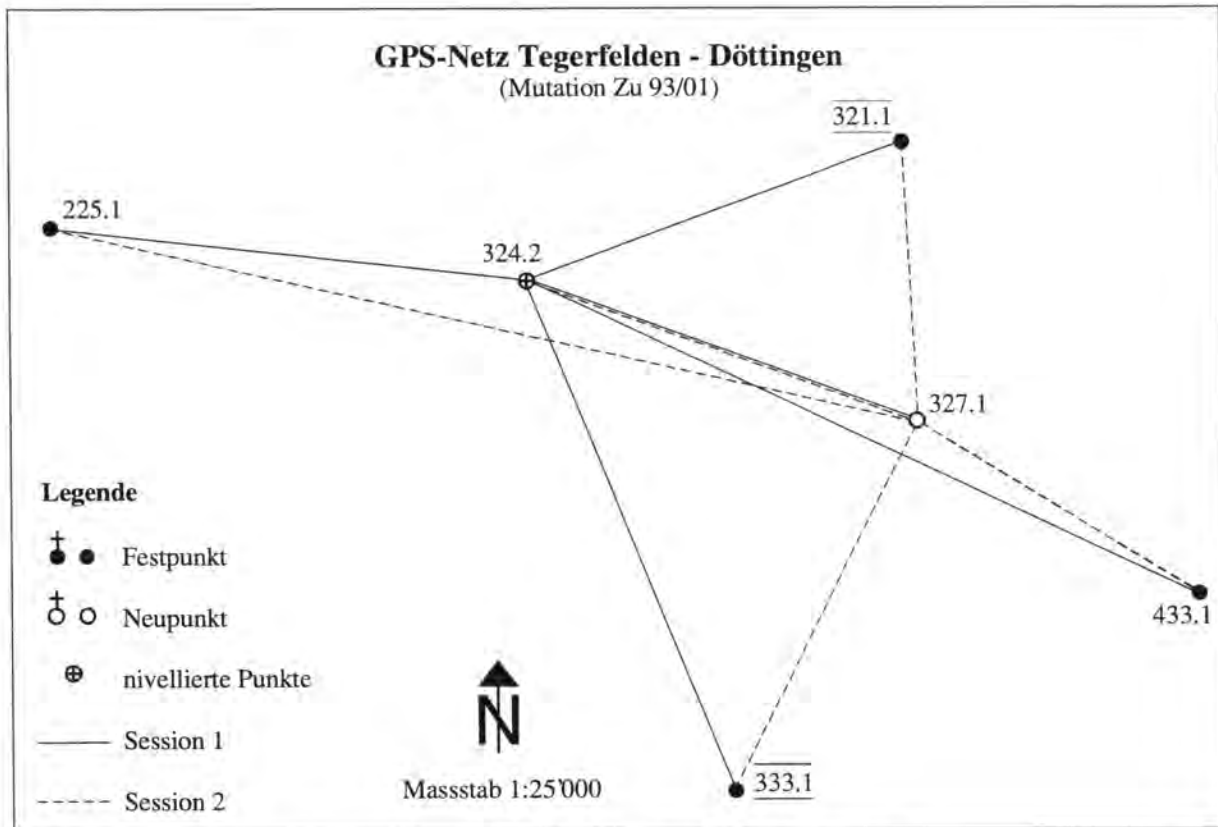 GPS-Netz Tegerfelden - Döttingen
(Mutation Zu 93/01)
321.1
225.1
324.2
327.1
433.1
333.1
Legende
Festpunkt
Neupunkt
nivellierte Punkte
Session 1
Session 2
N
Massstab 1:25'000